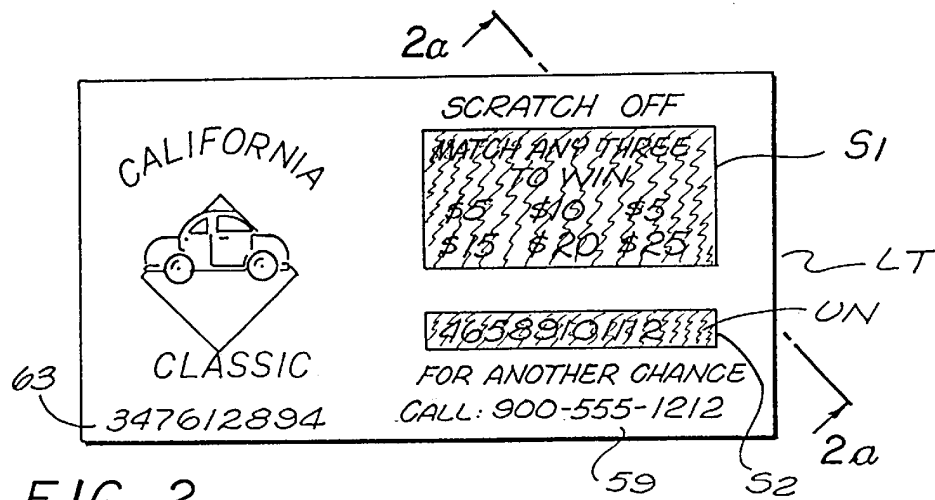 2a
SCRATCH OFF
MATCH ANY THREE
TO WIN
$5 $10 $5
$15 $20 $25
S1
CALIFORNIA
CLASSIC
LT
4658910112
UN
FOR ANOTHER CHANCE
CALL: 900-555-1212
63
347612894
59
S2
2a
FIG. 2